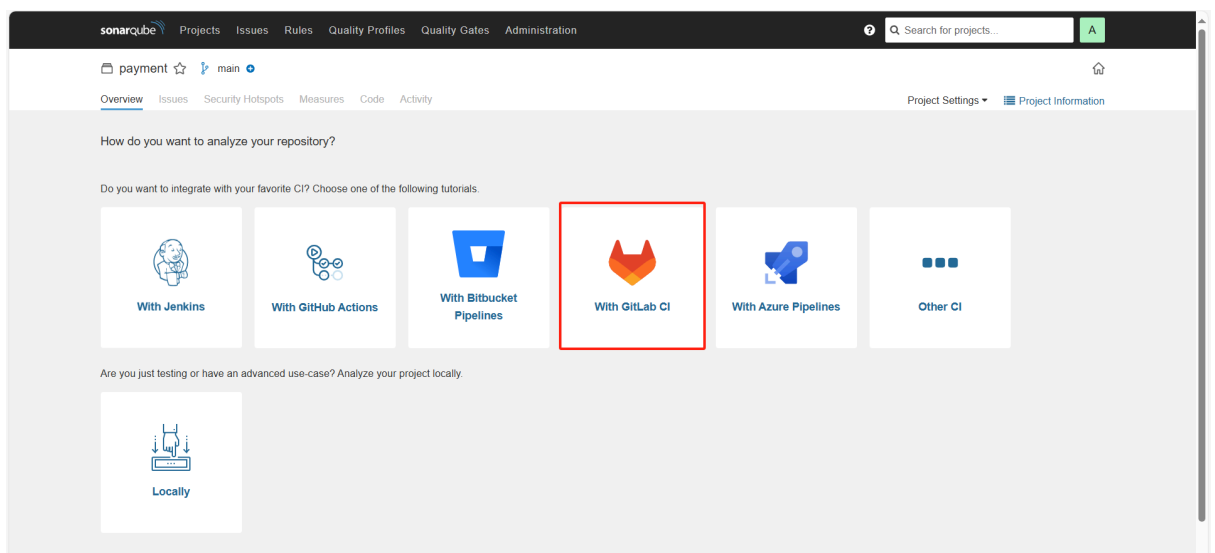 sonarqube Projects Issues Rules Quality Profiles Quality Gates Administration ? Search for projects... A
payment main
Overview Issues Security Hotspots Measures Code Activity Project Settings Project Information
How do you want to analyze your repository?
Do you want to integrate with your favorite CI? Choose one of the following tutorials.
With Jenkins
With GitHub Actions
With Bitbucket
Pipelines
With GitLab CI
With Azure Pipelines
Other CI
Are you just testing or have an advanced use-case? Analyze your project locally.
Locally